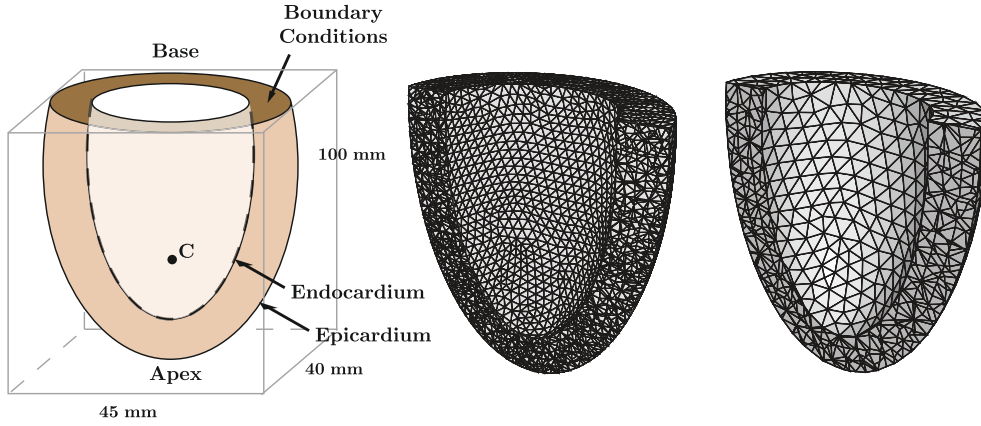 Boundary
Conditions
Base
100 mm
C
Endocardium
Epicardium
40 mm
Apex
45 mm